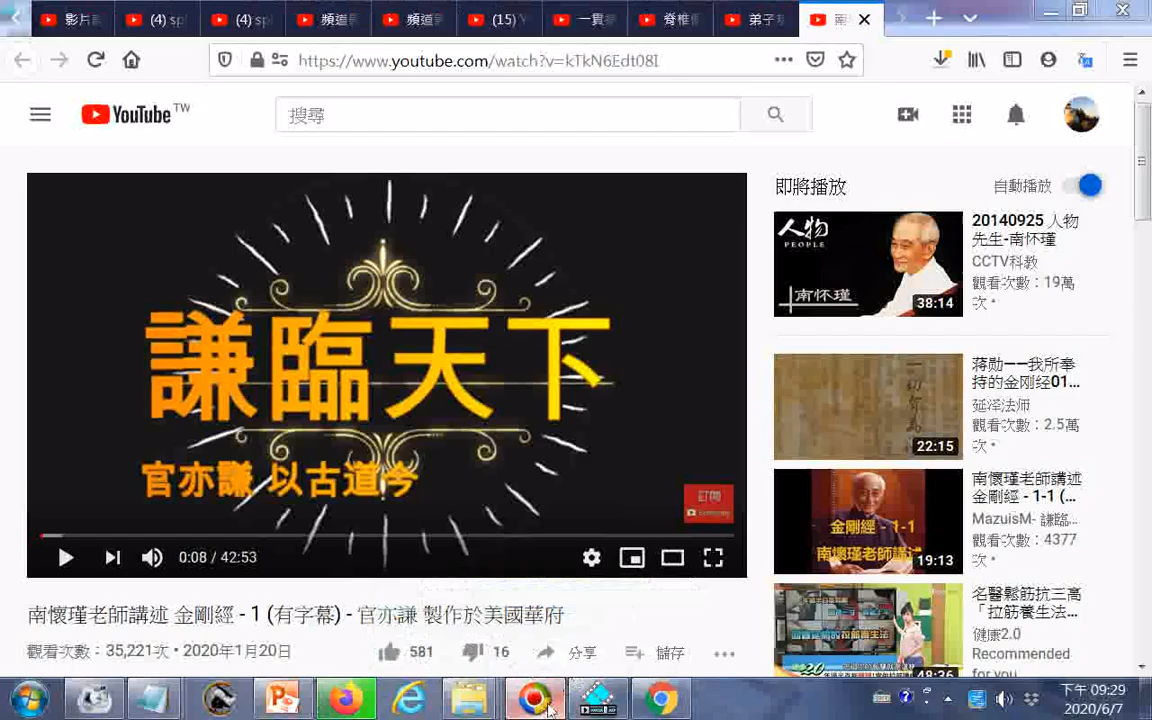 影片
(4) sp
(4) sp
頻道
頻道
(15)
一貫
脊椎
弟子
南
https://www.youtube.com/watch?v=kTkN6Edt08I
YouTube TW
搜尋
謙臨天下
官亦謙 以古道今
訂閱
0:08 / 42:53
南懷瑾老師講述 金剛經 - 1 (有字幕) - 官亦謙 製作於美國華府
觀看次數：35,221次 • 2020年1月20日
581
16
分享
儲存
即將播放
自動播放
人物
PEOPLE
南怀瑾
38:14
20140925 人物
先生-南怀瑾
CCTV科教
觀看次數：19萬
次 •
22:15
蒋勋——我所奉
持的金刚经01...
延泽法师
觀看次數：2.5萬
次 •
金剛經 - 1-1
南懷瑾老師講述
19:13
南懷瑾老師講述
金剛經 - 1-1 (...
MazuisM- 謙臨...
觀看次數：4377
次 •
48:36
名醫鬆筋抗三高
「拉筋養生法...
健康2.0
Recommended
for you
下午 09:29
2020/6/7